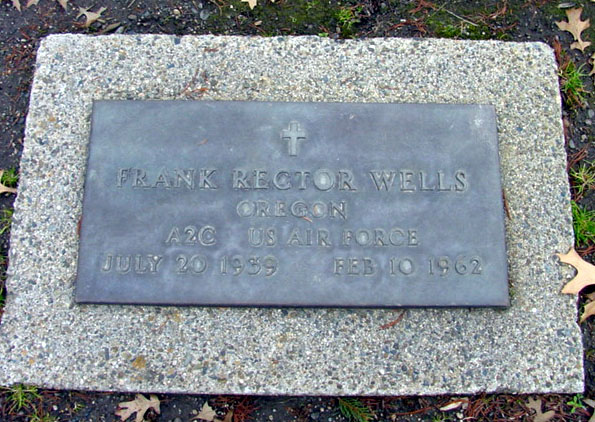 FRANK RECTOR WELLS
OREGON
A2C US AIR FORCE
JULY 20 1939 FEB 10 1962